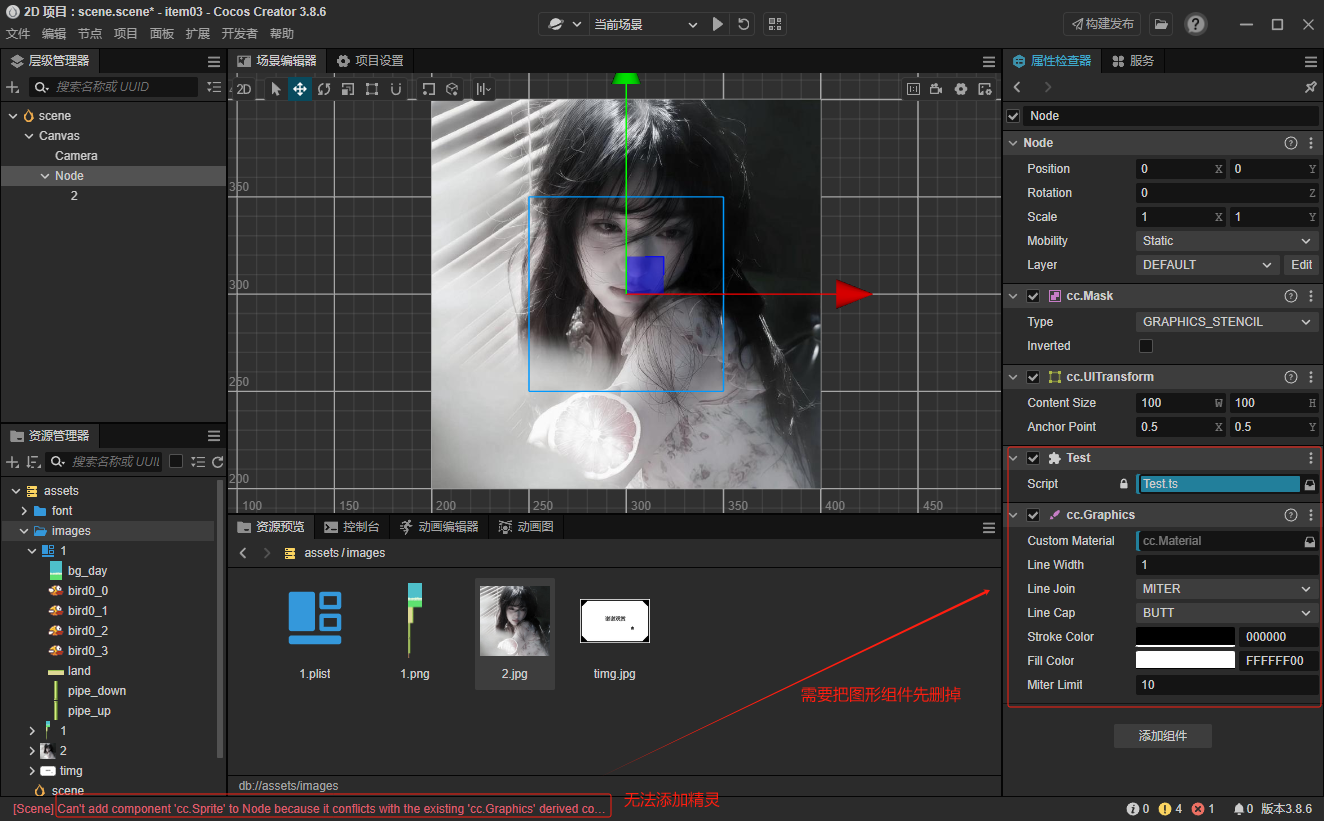 2D 项目 : scene.scene* - item03 - Cocos Creator 3.8.6
文件 编辑 节点 项目 面板 扩展 开发者 帮助
当前场景
构建发布
层级管理器
搜索名称或 UUID
scene
Canvas
Camera
Node
2
场景编辑器 项目设置
2D
350
300
250
200
100 150 200 250 300 350 400 450
资源管理器
搜索名称或 UUI
assets
font
images
1
bg_day
bird0_0
bird0_1
bird0_2
bird0_3
land
pipe_down
pipe_up
1
2
timg
scene
资源预览 控制台 动画编辑器 动画图
assets / images
1.plist
1.png
2.jpg
timg.jpg
谢谢观赏
需要把图形组件先删掉
db://assets/images
属性检查器 服务
Node
Node
Position 0 X 0 Y
Rotation 0 Z
Scale 1 X 1 Y
Mobility Static
Layer DEFAULT Edit
cc.Mask
Type GRAPHICS_STENCIL
Inverted
cc.UITransform
Content Size 100 W 100 H
Anchor Point 0.5 X 0.5 Y
Test
Script Test.ts
cc.Graphics
Custom Material cc.Material
Line Width 1
Line Join MITER
Line Cap BUTT
Stroke Color 000000
Fill Color FFFFFF00
Miter Limit 10
添加组件
[Scene] Can't add component 'cc.Sprite' to Node because it conflicts with the existing 'cc.Graphics' derived co...
无法添加精灵
0 4 1 0 版本3.8.6